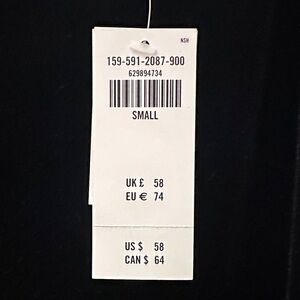 NSH
159-591-2087-900
629894734
SMALL
UK £ 58
EU € 74
US $ 58
CAN $ 64